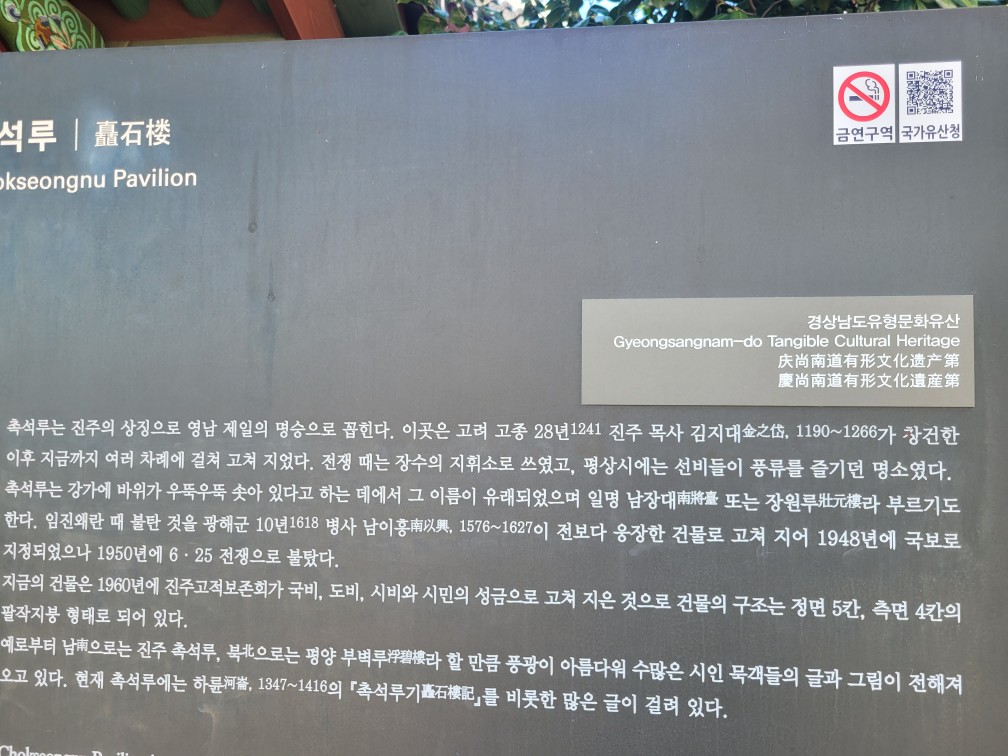 석루 | 矗石楼
okseongnu Pavilion
금연구역 국가유산청
경상남도유형문화유산
Gyeongsangnam-do Tangible Cultural Heritage
庆尚南道有形文化遗产第
慶尚南道有形文化遺産第
촉석루는 진주의 상징으로 영남 제일의 명승으로 꼽힌다. 이곳은 고려 고종 28년1241 진주 목사 김지대金之岱, 1190~1266가 창건한
이후 지금까지 여러 차례에 걸쳐 고쳐 지었다. 전쟁 때는 장수의 지휘소로 쓰였고, 평상시에는 선비들이 풍류를 즐기던 명소였다.
촉석루는 강가에 바위가 우뚝우뚝 솟아 있다고 하는 데에서 그 이름이 유래되었으며 일명 남장대南將臺 또는 장원루壯元樓라 부르기도
한다. 임진왜란 때 불탄 것을 광해군 10년1618 병사 남이흥南以興, 1576~1627이 전보다 웅장한 건물로 고쳐 지어 1948년에 국보로
지정되었으나 1950년에 6 · 25 전쟁으로 불탔다.
지금의 건물은 1960년에 진주고적보존회가 국비, 도비, 시비와 시민의 성금으로 고쳐 지은 것으로 건물의 구조는 정면 5칸, 측면 4칸의
팔작지붕 형태로 되어 있다.
예로부터 남南으로는 진주 촉석루, 북北으로는 평양 부벽루浮碧樓라 할 만큼 풍광이 아름다워 수많은 시인 묵객들의 글과 그림이 전해져
오고 있다. 현재 촉석루에는 하륜河崙, 1347~1416의 『촉석루기矗石樓記』를 비롯한 많은 글이 걸려 있다.